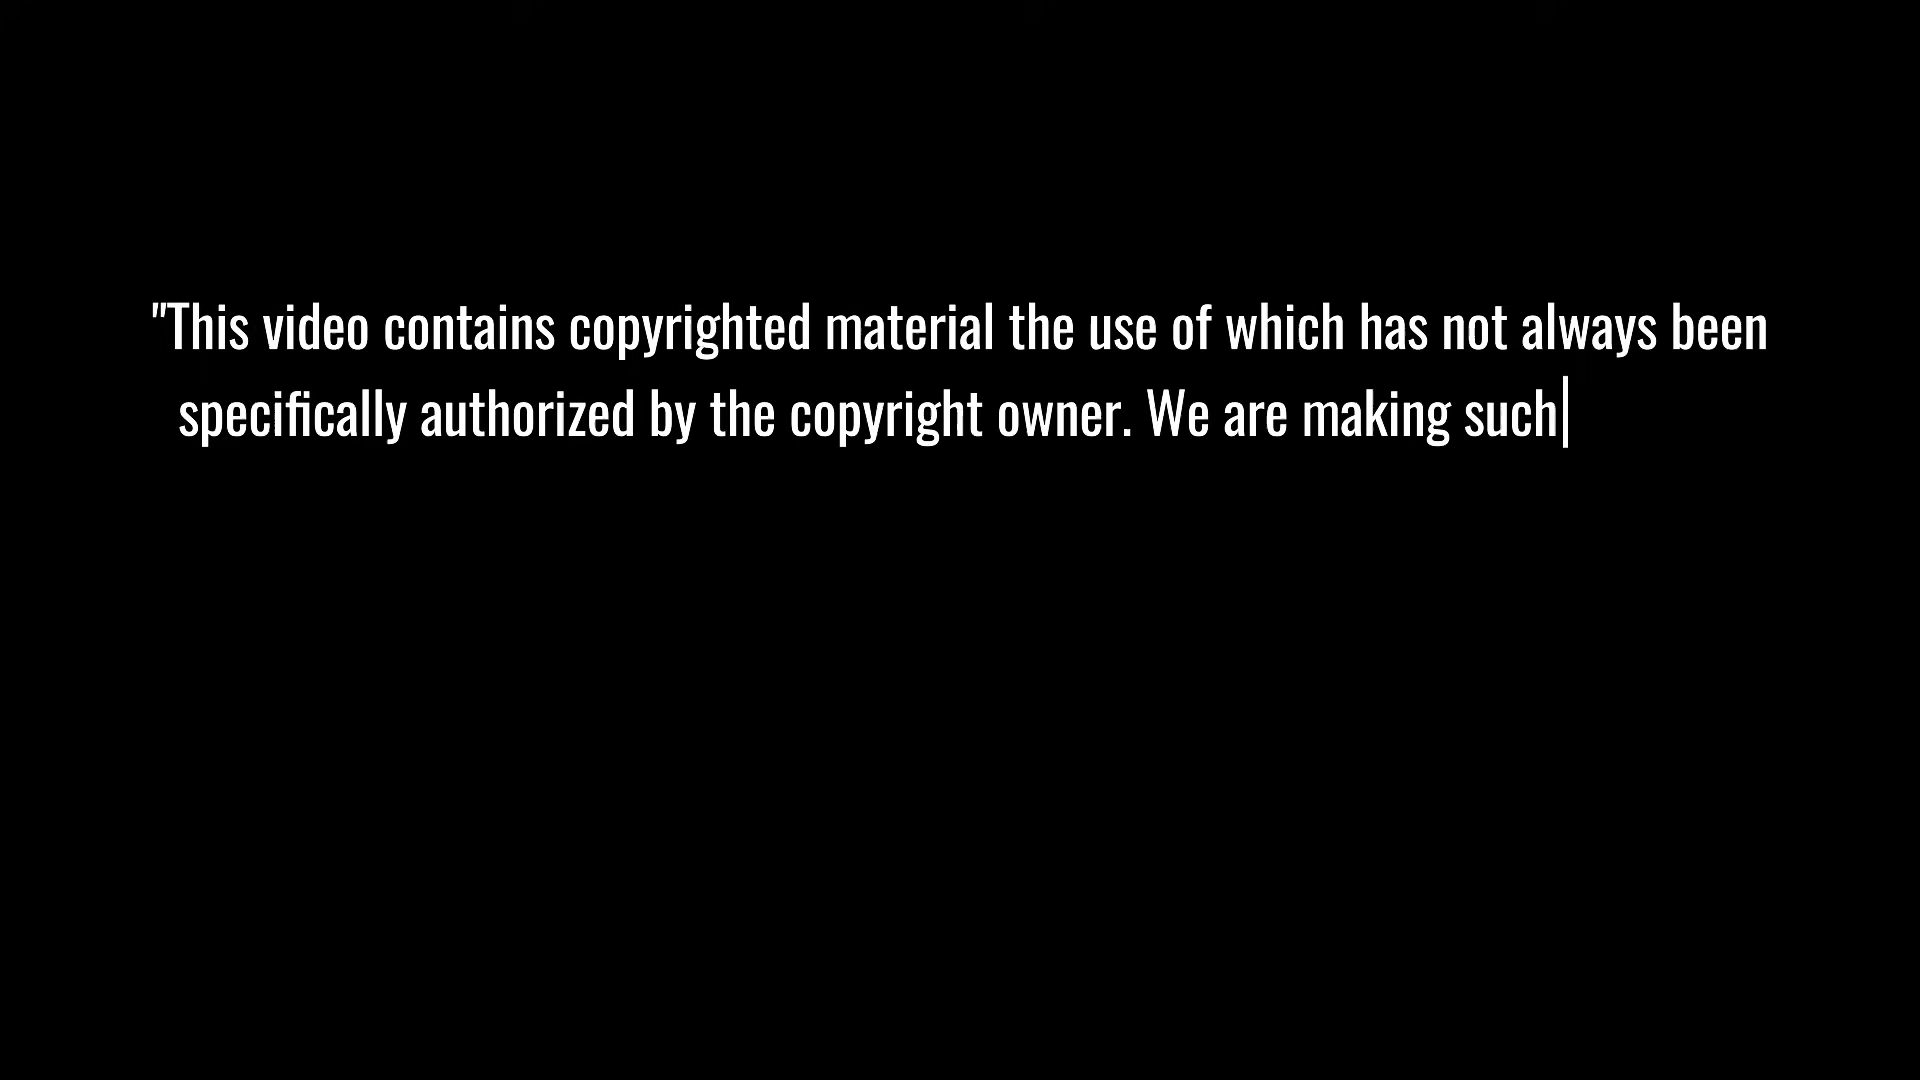 "This video contains copyrighted material the use of which has not always been
specifically authorized by the copyright owner. We are making such